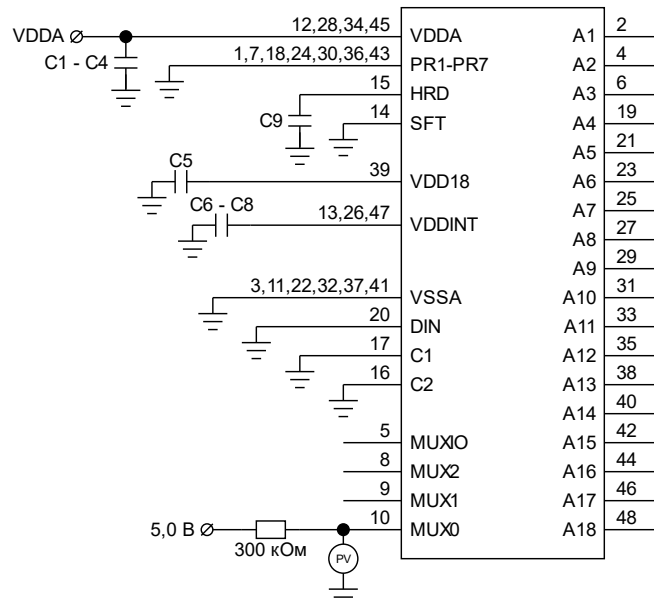 12,28,34,45
VDDA
VDDA
A1
2
C1 - C4
1,7,18,24,30,36,43
PR1-PR7
A2
4
15
HRD
A3
6
C9
14
SFT
A4
19
A5
21
C5
39
VDD18
A6
23
C6 - C8
13,26,47
VDDINT
A7
25
A8
27
A9
29
3,11,22,32,37,41
VSSA
A10
31
20
DIN
A11
33
17
C1
A12
35
16
C2
A13
38
A14
40
5
MUXIO
A15
42
8
MUX2
A16
44
9
MUX1
A17
46
5,0 В
300 кОм
10
MUX0
A18
48
PV